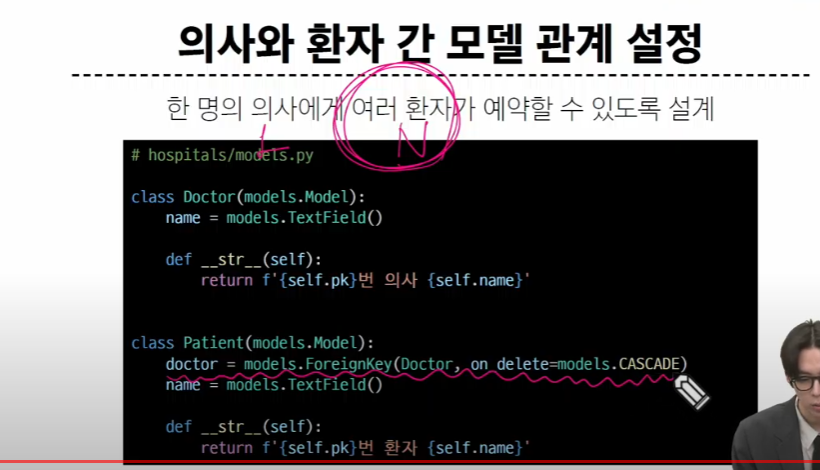 의사와 환자 간 모델 관계 설정
한 명의 의사에게 여러 환자가 예약할 수 있도록 설계
N
# hospitals/models.py
class Doctor(models.Model):
name = models.TextField()
def __str__(self):
return f'{self.pk}번 의사 {self.name}'
class Patient(models.Model):
doctor = models.ForeignKey(Doctor, on_delete=models.CASCADE)
name = models.TextField()
def __str__(self):
return f'{self.pk}번 환자 {self.name}'